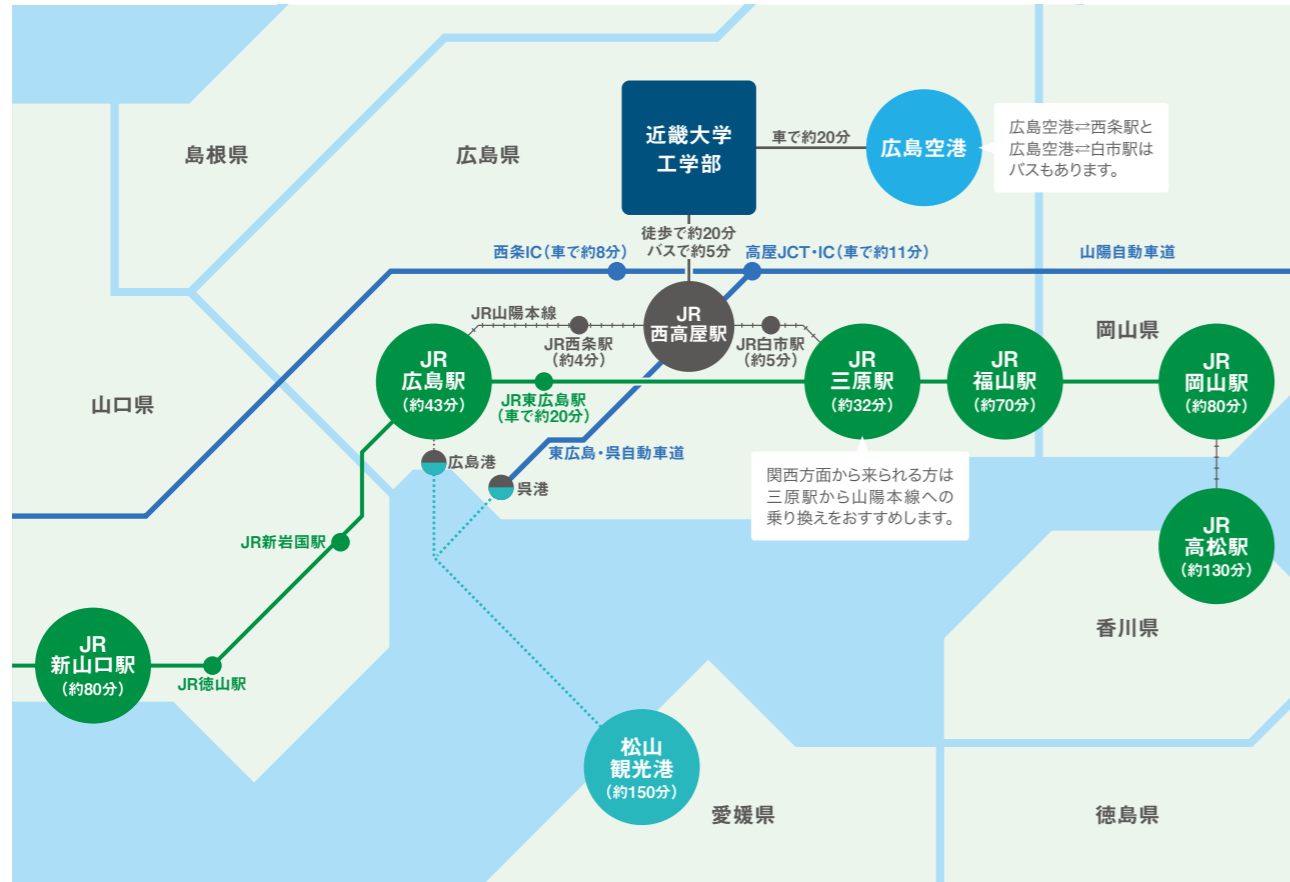 島根県
広島県
近畿大学
工学部
車で約20分
広島空港
広島空港⇄西条駅と
広島空港⇄白市駅は
バスもあります。
徒歩で約20分
バスで約5分
西条IC(車で約8分)
高屋JCT・IC(車で約11分)
山陽自動車道
JR山陽本線
JR西条駅
(約4分)
JR
西高屋駅
JR白市駅
(約5分)
岡山県
山口県
JR
広島駅
(約43分)
JR東広島駅
(車で約20分)
JR
三原駅
(約32分)
JR
福山駅
(約70分)
JR
岡山駅
(約80分)
広島港
呉港
東広島・呉自動車道
関西方面から来られる方は
三原駅から山陽本線への
乗り換えをおすすめします。
JR
高松駅
(約130分)
JR新岩国駅
香川県
JR
新山口駅
(約80分)
JR徳山駅
松山
観光港
(約150分)
愛媛県
徳島県